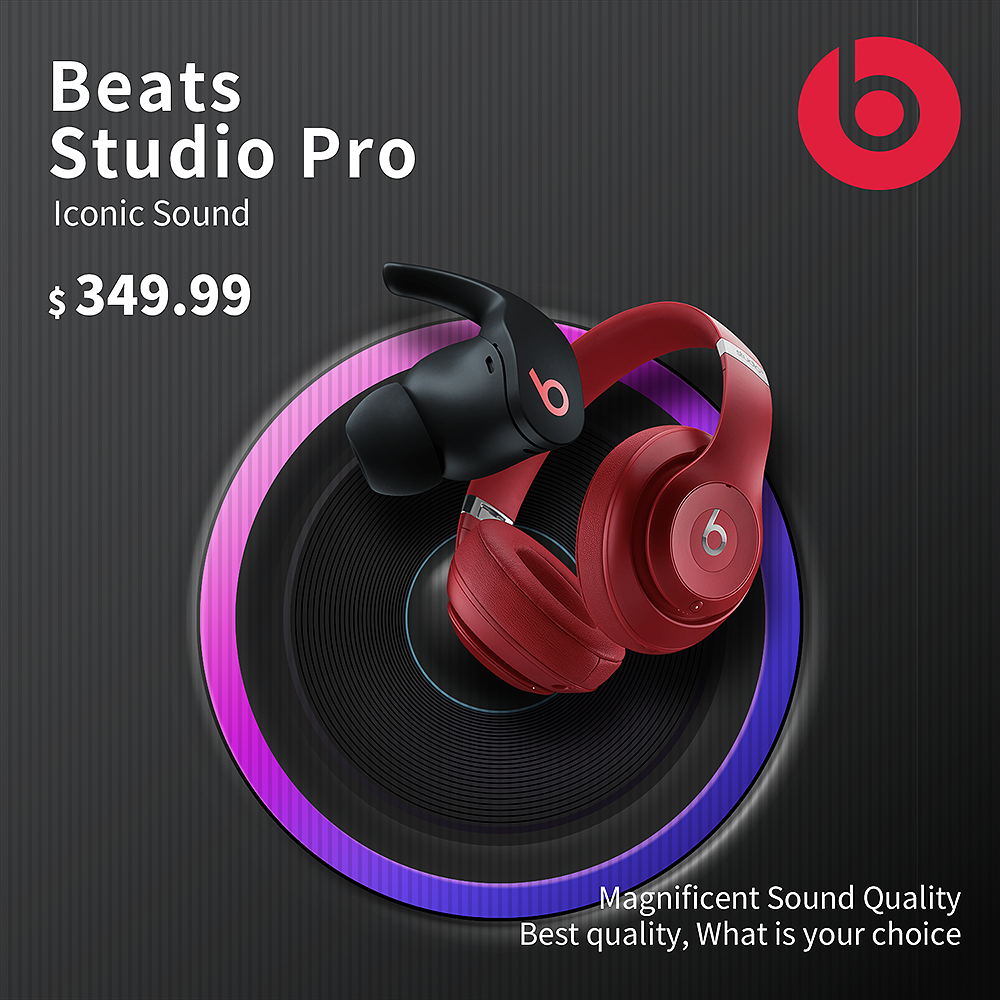 Beats
Studio Pro
Iconic Sound
$ 349.99
Magnificent Sound Quality
Best quality, What is your choice